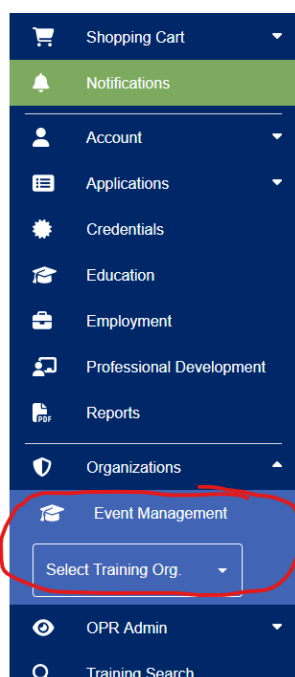 Shopping Cart
Notifications
Account
Applications
Credentials
Education
Employment
Professional Development
PDF
Reports
Organizations
Event Management
Select Training Org.
OPR Admin
Training Search